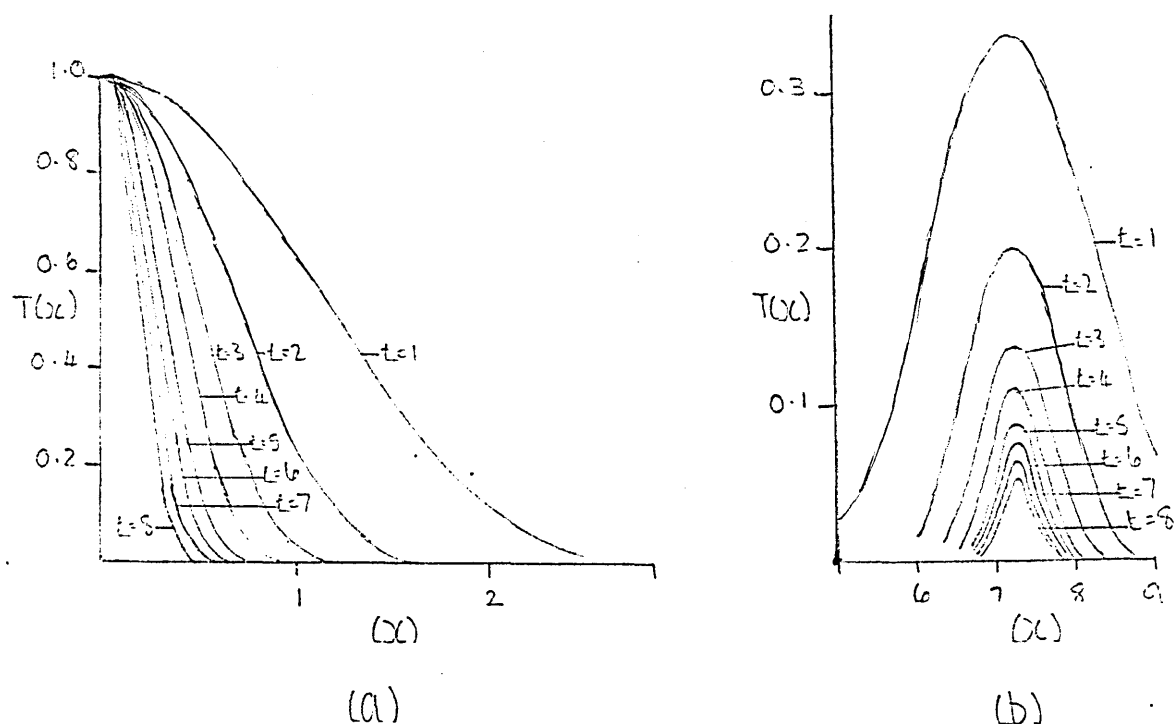 1.0
0.8
0.6
T(x)
0.4
0.2
t=3
t=2
t=1
t=4
t=5
t=6
t=7
t=8
1
2
(x)
(a)
0.3
0.2
T(x)
0.1
t=1
t=2
t=3
t=4
t=5
t=6
t=7
t=8
6
7
8
9
(x)
(b)